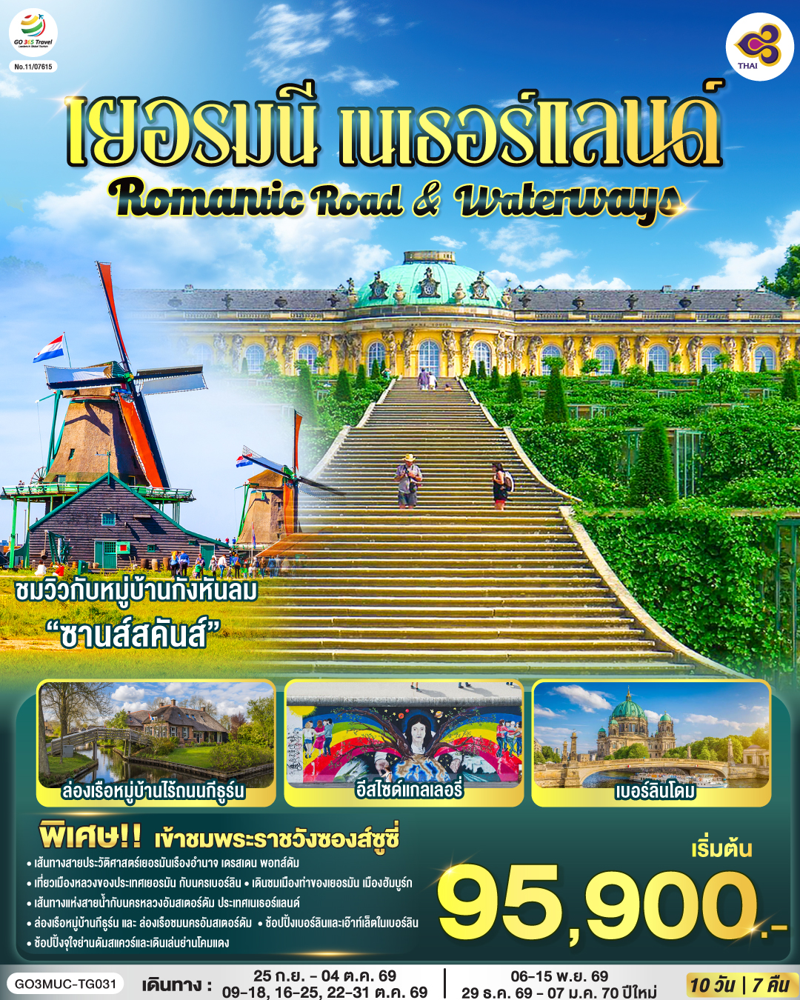 GO 365 Travel
Leaders in Global Tourism
No.11/07615
THAI
เยอรมนี เนเธอร์แลนด์
Romantic Road & Waterways
ชมวิวกับหมู่บ้านกังหันลม
“ซานส์สคันส์”
ล่องเรือหมู่บ้านไร้ถนนกีธูร์น
อีสไซด์แกลเลอรี่
เบอร์ลินโดม
พิเศษ!! เข้าชมพระราชวังซองส์ซูซี่
• เส้นทางสายประวัติศาสตร์เยอรมันเรืองอำนาจ เดรสเดน พอทส์ดัม
• เที่ยวเมืองหลวงของประเทศเยอรมัน กับนครเบอร์ลิน • เดินชมเมืองท่าของเยอรมัน เมืองฮัมบูร์ก
• เส้นทางแห่งสายน้ำกับนครหลวงอัมสเตอร์ดัม ประเทศเนเธอร์แลนด์
• ล่องเรือหมู่บ้านกีธูร์น และ ล่องเรือชมนครอัมสเตอร์ดัม • ช้อปปิ้งเบอร์ลินและเอ้าท์เล็ตในเบอร์ลิน
• ช้อปปิ้งจุใจย่านดัมสแควร์และเดินเล่นย่านโคมแดง
เริ่มต้น
95,900.-
GO3MUC-TG031
เดินทาง :
25 ก.ย. - 04 ต.ค. 69
09-18, 16-25, 22-31 ต.ค. 69
06-15 พ.ย. 69
29 ธ.ค. 69 - 07 ม.ค. 70 ปีใหม่
10 วัน | 7 คืน